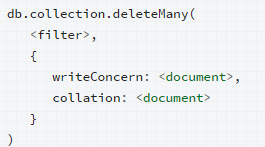 db.collection.deleteMany(
   <filter>,
   {
      writeConcern: <document>,
      collation: <document>
   }
)